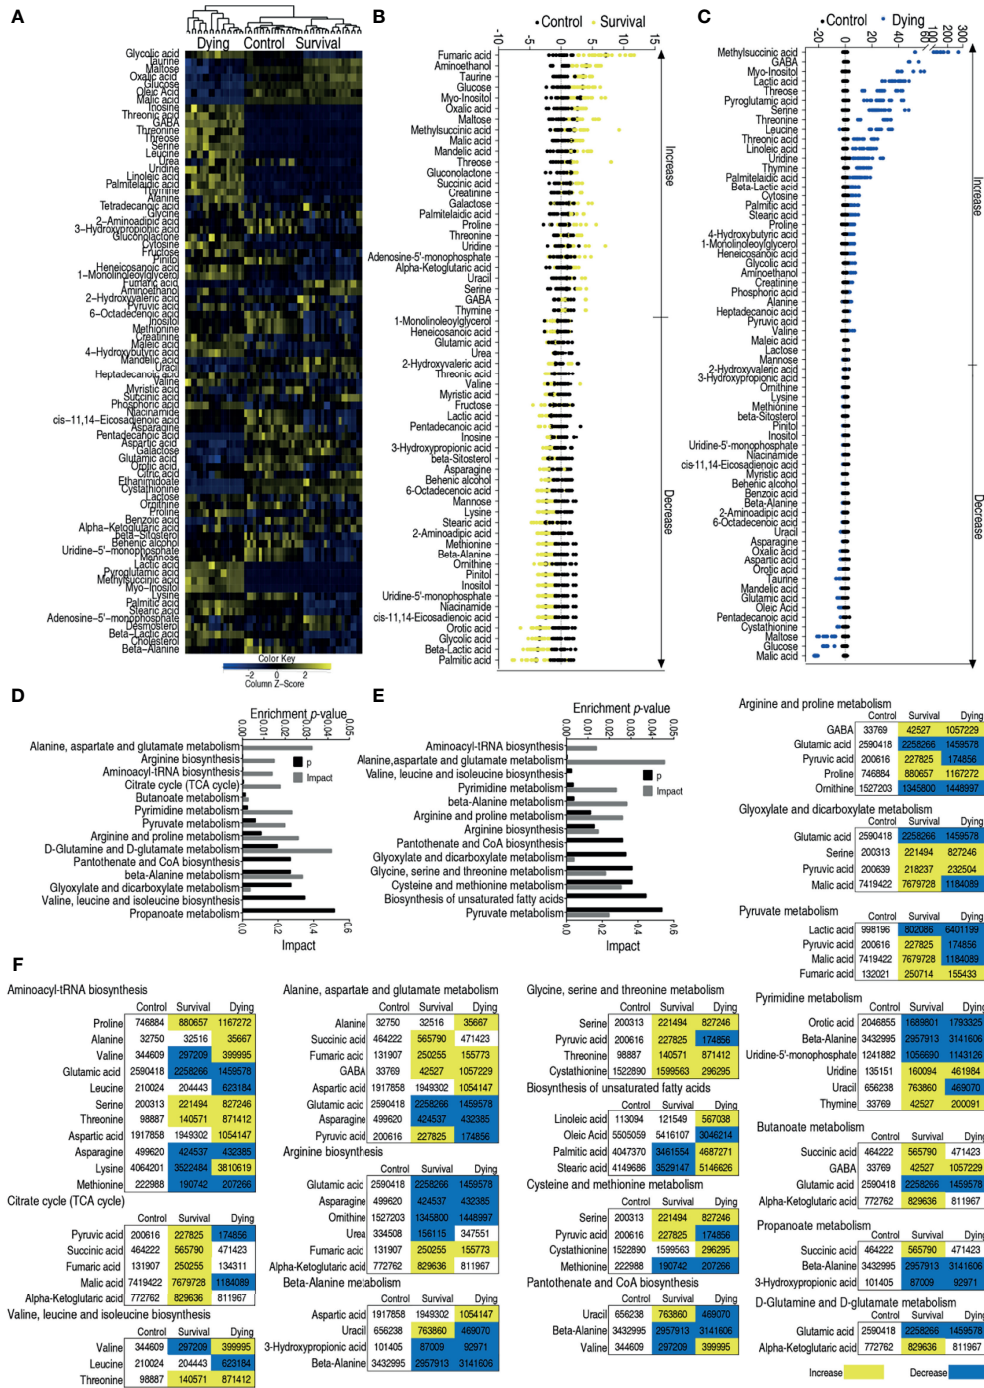 A
Dying Control Survival
Glycolic acid
Taurine
Maltose
Oxalic acid
Glucose
Oleic Acid
Malic acid
Inosine
Threonic acid
GABA
Threonine
Threose
Serine
Leucine
Urea
Uridine
Linoleic acid
Palmitelaidic acid
Thymine
Alanine
Tetradecanoic acid
Glycine
2-Aminoadipic acid
3-Hydroxypropionic acid
Gluconolactone
Cytosine
Fructose
Pinitol
Heneicosanoic acid
1-Monolinoleoylglycerol
Fumaric acid
Aminoethanol
2-Hydroxyvaleric acid
Pyruvic acid
6-Octadecenoic acid
Inositol
Methionine
Creatinine
Maleic acid
4-Hydroxybutyric acid
Mandelic acid
Uracil
Heptadecanoic acid
Valine
Myristic acid
Succinic acid
Phosphoric acid
Niacinamide
cis-11,14-Eicosadienoic acid
Asparagine
Pentadecanoic acid
Aspartic acid
Galactose
Glutamic acid
Orotic acid
Citric acid
Ethanimidoate
Cystathionine
Lactose
Ornithine
Proline
Benzoic acid
Alpha-Ketoglutaric acid
beta-Sitosterol
Behenic alcohol
Uridine-5'-monophosphate
Mannose
Lactic acid
Pyroglutamic acid
Methylsuccinic acid
Myo-Inositol
Lysine
Palmitic acid
Stearic acid
Adenosine-5'-monophosphate
Desmosterol
Beta-Lactic acid
Cholesterol
Beta-Alanine
Color Key
-2 0 2
Column Z-Score
B
Control Survival
-10 -5 0 5 10 15
Fumaric acid
Aminoethanol
Taurine
Glucose
Myo-Inositol
Oxalic acid
Maltose
Methylsuccinic acid
Malic acid
Mandelic acid
Threose
Gluconolactone
Succinic acid
Creatinine
Galactose
Palmitelaidic acid
Proline
Threonine
Uridine
Adenosine-5'-monophosphate
Alpha-Ketoglutaric acid
Uracil
Serine
GABA
Thymine
1-Monolinoleoylglycerol
Heneicosanoic acid
Glutamic acid
Urea
2-Hydroxyvaleric acid
Threonic acid
Valine
Myristic acid
Fructose
Lactic acid
Pentadecanoic acid
Inosine
3-Hydroxypropionic acid
beta-Sitosterol
Asparagine
Behenic alcohol
6-Octadecenoic acid
Mannose
Lysine
Stearic acid
2-Aminoadipic acid
Methionine
Beta-Alanine
Ornithine
Pinitol
Inositol
Uridine-5'-monophosphate
Niacinamide
cis-11,14-Eicosadienoic acid
Orotic acid
Glycolic acid
Beta-Lactic acid
Palmitic acid
Increase
Decrease
C
Control Dying
-20 0 20 40 60 100 200 300
Methylsuccinic acid
GABA
Myo-Inositol
Lactic acid
Threose
Pyroglutamic acid
Serine
Threonine
Leucine
Threonic acid
Linoleic acid
Uridine
Thymine
Palmitelaidic acid
Beta-Lactic acid
Cytosine
Palmitic acid
Stearic acid
Proline
4-Hydroxybutyric acid
1-Monolinoleoylglycerol
Heneicosanoic acid
Glycolic acid
Aminoethanol
Creatinine
Phosphoric acid
Alanine
Heptadecanoic acid
Pyruvic acid
Valine
Maleic acid
Lactose
Mannose
2-Hydroxyvaleric acid
3-Hydroxypropionic acid
Ornithine
Lysine
Methionine
beta-Sitosterol
Pinitol
Inositol
Uridine-5'-monophosphate
Niacinamide
cis-11,14-Eicosadienoic acid
Myristic acid
Behenic alcohol
Benzoic acid
Beta-Alanine
2-Aminoadipic acid
6-Octadecenoic acid
Uracil
Asparagine
Oxalic acid
Aspartic acid
Orotic acid
Taurine
Mandelic acid
Glutamic acid
Oleic Acid
Pentadecanoic acid
Cystathionine
Maltose
Glucose
Malic acid
Increase
Decrease
D
Enrichment p-value
0.00 0.01 0.02 0.03 0.04 0.05
Alanine, aspartate and glutamate metabolism
Arginine biosynthesis
Aminoacyl-tRNA biosynthesis
Citrate cycle (TCA cycle)
Butanoate metabolism
Pyrimidine metabolism
Pyruvate metabolism
Arginine and proline metabolism
D-Glutamine and D-glutamate metabolism
Pantothenate and CoA biosynthesis
beta-Alanine metabolism
Glyoxylate and dicarboxylate metabolism
Valine, leucine and isoleucine biosynthesis
Propanoate metabolism
p
Impact
0.0 0.2 0.4 0.6
Impact
E
Enrichment p-value
0.00 0.01 0.02 0.03 0.04 0.05
Aminoacyl-tRNA biosynthesis
Alanine,aspartate and glutamate metabolism
Valine, leucine and isoleucine biosynthesis
Pyrimidine metabolism
beta-Alanine metabolism
Arginine and proline metabolism
Arginine biosynthesis
Pantothenate and CoA biosynthesis
Glyoxylate and dicarboxylate metabolism
Glycine, serine and threonine metabolism
Cysteine and methionine metabolism
Biosynthesis of unsaturated fatty acids
Pyruvate metabolism
p
Impact
0.0 0.2 0.4 0.6
Impact
Arginine and proline metabolism
Control Survival Dying
GABA 33769 42527 1057229
Glutamic acid 2590418 2258266 1459578
Pyruvic acid 200616 227825 174856
Proline 746884 880657 1167272
Ornithine 1527203 1345800 1448997
Glyoxylate and dicarboxylate metabolism
Control Survival Dying
Glutamic acid 2590418 2258266 1459578
Serine 200313 221494 827246
Pyruvic acid 200639 218237 232504
Malic acid 7419422 7679728 1184089
Pyruvate metabolism
Control Survival Dying
Lactic acid 998196 802086 6401199
Pyruvic acid 200616 227825 174856
Malic acid 7419422 7679728 1184089
Fumaric acid 132021 250714 155433
F
Aminoacyl-tRNA biosynthesis
Control Survival Dying
Proline 746884 880657 1167272
Alanine 32750 32516 35667
Valine 344609 297209 399995
Glutamic acid 2590418 2258266 1459578
Leucine 210024 204443 623184
Serine 200313 221494 827246
Threonine 98887 140571 871412
Aspartic acid 1917858 1949302 1054147
Asparagine 499620 424537 432385
Lysine 4064201 3522484 3810619
Methionine 222988 190742 207266
Citrate cycle (TCA cycle)
Control Survival Dying
Pyruvic acid 200616 227825 174856
Succinic acid 464222 565790 471423
Fumaric acid 131907 250255 134311
Malic acid 7419422 7679728 1184089
Alpha-Ketoglutaric acid 772762 829636 811967
Valine, leucine and isoleucine biosynthesis
Control Survival Dying
Valine 344609 297209 399995
Leucine 210024 204443 623184
Threonine 98887 140571 871412
Alanine, aspartate and glutamate metabolism
Control Survival Dying
Alanine 32750 32516 35667
Succinic acid 464222 565790 471423
Fumaric acid 131907 250255 155773
GABA 33769 42527 1057229
Aspartic acid 1917858 1949302 1054147
Glutamic acid 2590418 2258266 1459578
Asparagine 499620 424537 432385
Pyruvic acid 200616 227825 174856
Arginine biosynthesis
Control Survival Dying
Glutamic acid 2590418 2258266 1459578
Asparagine 499620 424537 432385
Ornithine 1527203 1345800 1448997
Urea 334508 156115 347551
Fumaric acid 131907 250255 155773
Alpha-Ketoglutaric acid 772762 829636 811967
Beta-Alanine metabolism
Control Survival Dying
Aspartic acid 1917858 1949302 1054147
Uracil 656238 763860 469070
3-Hydroxypropionic acid 101405 87009 92971
Beta-Alanine 3432995 2957913 3141606
Glycine, serine and threonine metabolism
Control Survival Dying
Serine 200313 221494 827246
Pyruvic acid 200616 227825 174856
Threonine 98887 140571 871412
Cystathionine 1522890 1599563 296295
Biosynthesis of unsaturated fatty acids
Control Survival Dying
Linoleic acid 113094 121549 567038
Oleic Acid 5505059 5416107 3046214
Palmitic acid 4047370 3461554 4687271
Stearic acid 4149686 3529147 5146626
Cysteine and methionine metabolism
Control Survival Dying
Serine 200313 221494 827246
Pyruvic acid 200616 227825 174856
Cystathionine 1522890 1599563 296295
Methionine 222988 190742 207266
Pantothenate and CoA biosynthesis
Control Survival Dying
Uracil 656238 763860 469070
Beta-Alanine 3432995 2957913 3141606
Valine 344609 297209 399995
Pyrimidine metabolism
Control Survival Dying
Orotic acid 2046855 1689801 1793325
Beta-Alanine 3432995 2957913 3141606
Uridine-5'-monophosphate 1241882 1056690 1143126
Uridine 135151 160094 461984
Uracil 656238 763860 469070
Thymine 33769 42527 200091
Butanoate metabolism
Control Survival Dying
Succinic acid 464222 565790 471423
GABA 33769 42527 1057229
Glutamic acid 2590418 2258266 1459578
Alpha-Ketoglutaric acid 772762 829636 811967
Propanoate metabolism
Control Survival Dying
Succinic acid 464222 565790 471423
Beta-Alanine 3432995 2957913 3141606
3-Hydroxypropionic acid 101405 87009 92971
D-Glutamine and D-glutamate metabolism
Control Survival Dying
Glutamic acid 2590418 2258266 1459578
Alpha-Ketoglutaric acid 772762 829636 811967
Increase Decrease